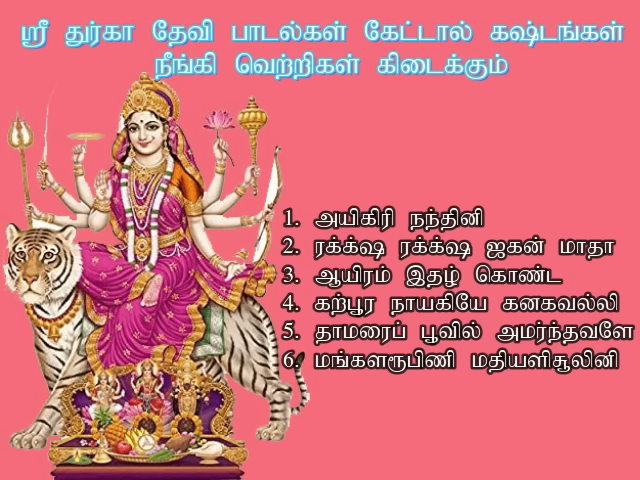 ஸ்ரீ துர்கா தேவி பாடல்கள் கேட்டால் கஷ்டங்கள்
நீங்கி வெற்றிகள் கிடைக்கும்
1. அயிகிரி நந்தினி
2. ரக்க்ஷ ரக்க்ஷ ஜகன் மாதா
3. ஆயிரம் இதழ் கொண்ட
4. கற்பூர நாயகியே கனகவல்லி
5. தாமரைப் பூவில் அமர்ந்தவளே
6. மங்களரூபிணி மதியளிசூலினி